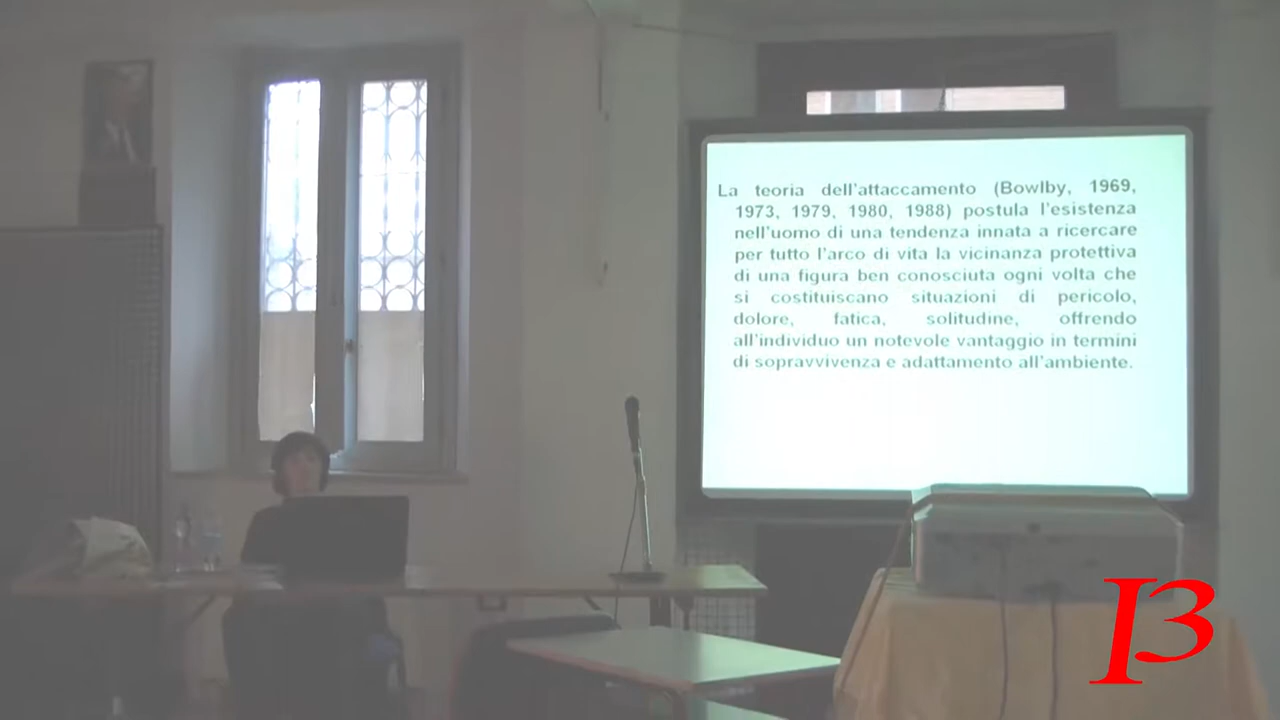 La teoria dell'attaccamento (Bowlby, 1969,
1973, 1979, 1980, 1988) postula l'esistenza
nell'uomo di una tendenza innata a ricercare
per tutto l'arco di vita la vicinanza protettiva
di una figura ben conosciuta ogni volta che
si costituiscano situazioni di pericolo,
dolore, fatica, solitudine, offrendo
all'individuo un notevole vantaggio in termini
di sopravvivenza e adattamento all'ambiente.